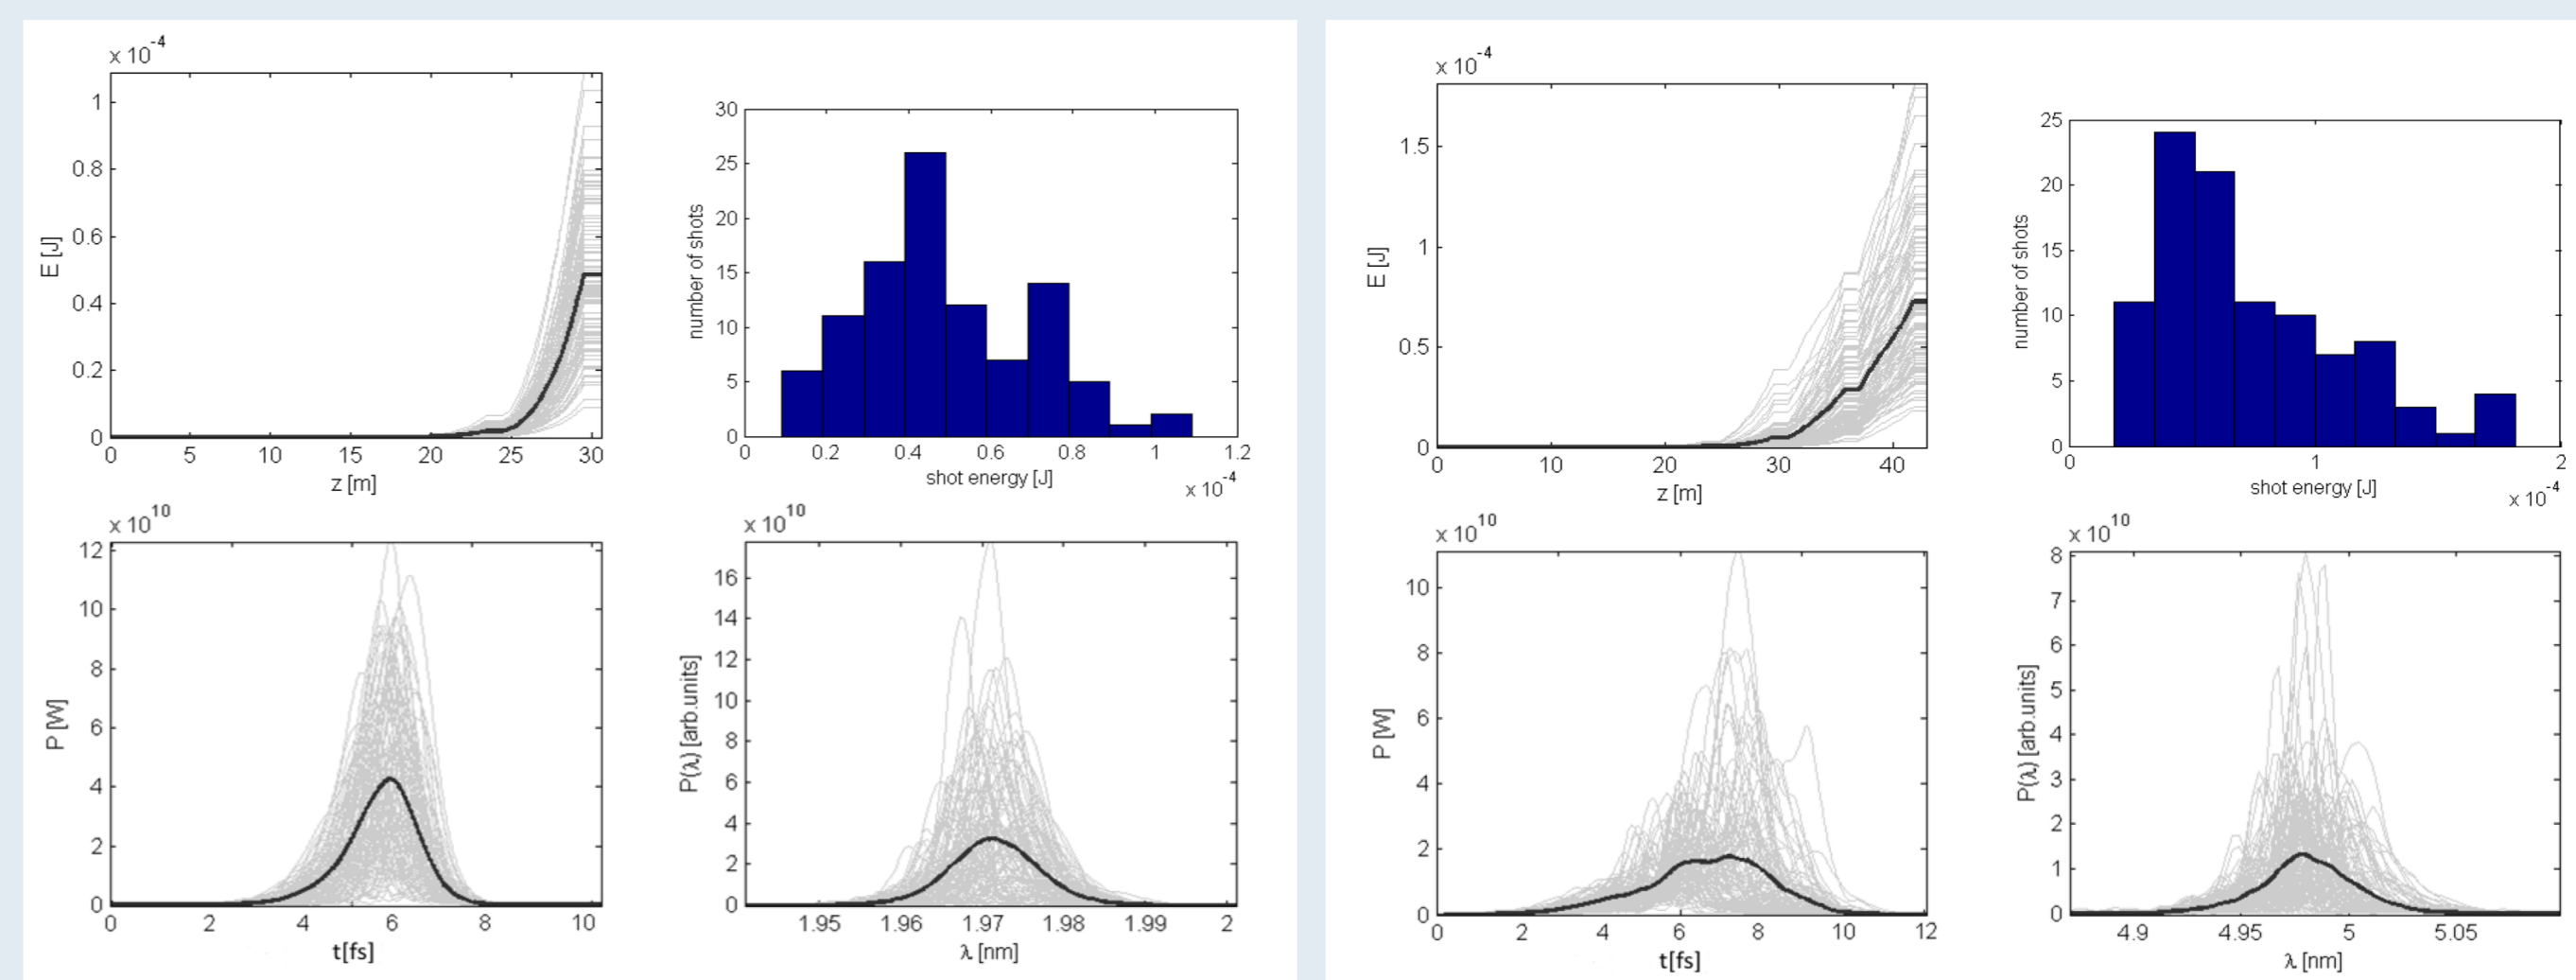 x 10^-4
1
0.8
0.6
0.4
0.2
0
E [J]
0 5 10 15 20 25 30
z [m]
30
25
20
15
10
5
0
number of shots
0 0.2 0.4 0.6 0.8 1 1.2
shot energy [J]
x 10^-4
x 10^10
12
10
8
6
4
2
0
P [W]
0 2 4 6 8 10
t[fs]
x 10^10
16
14
12
10
8
6
4
2
0
P(λ) [arb.units]
1.95 1.96 1.97 1.98 1.99 2
λ [nm]
x 10^-4
1.5
1
0.5
0
E [J]
0 10 20 30 40
z [m]
25
20
15
10
5
0
number of shots
0 1 2
shot energy [J]
x 10^-4
x 10^10
10
8
6
4
2
0
P [W]
0 2 4 6 8 10 12
t[fs]
x 10^10
8
7
6
5
4
3
2
1
0
P(λ) [arb.units]
4.9 4.95 5 5.05
λ [nm]